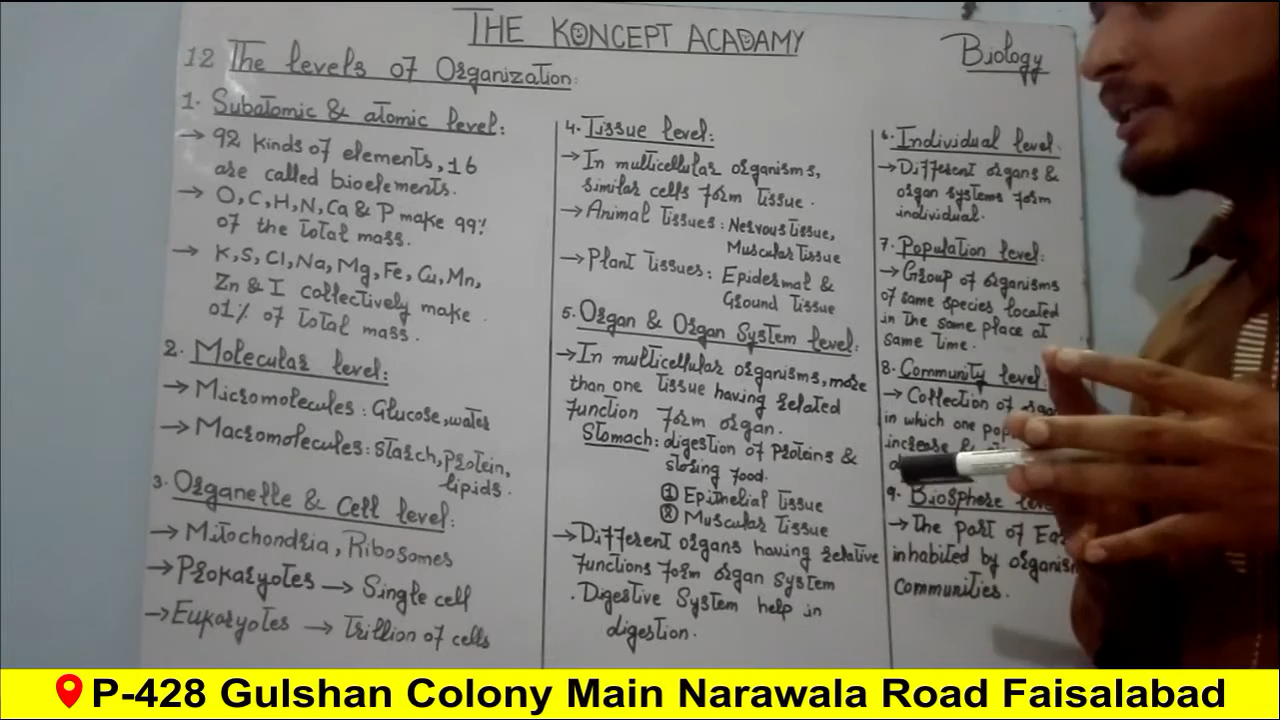 THE KONCEPT ACADAMY
Biology
12 The levels of Organization:
1. Subatomic & atomic level:
→ 92 kinds of elements, 16
are called bioelements.
→ O, C, H, N, Ca & P make 99%
of the total mass.
→ K, S, Cl, Na, Mg, Fe, Cu, Mn,
Zn & I collectively make
01% of total mass.
2. Molecular level:
→ Micromolecules: Glucose, water
→ Macromolecules: Starch, Protein,
lipids.
3. Organelle & Cell level:
→ Mitochondria, Ribosomes
→ Prokaryotes → Single cell
→ Eukaryotes → Trillion of cells
4. Tissue level:
→ In multicellular organisms,
similar cells form tissue.
→ Animal Tissues: Nervous tissue,
Muscular tissue
→ Plant Tissues: Epidermal &
Ground tissue
5. Organ & Organ System level:
→ In multicellular organisms, more
than one tissue having related
function form organ.
Stomach: digestion of Proteins &
storing food.
① Epithelial tissue
② Muscular tissue
→ Different organs having relative
functions form organ system
. Digestive System help in
digestion.
6. Individual level.
→ Different organs &
organ systems form
individual.
7. Population level:
→ Group of organisms
of same species located
in the same place at
same time.
8. Community level
→ Collection of
in which one
increase &
9. Biosphere
→ The part of
inhabited by
communities.
P-428 Gulshan Colony Main Narawala Road Faisalabad